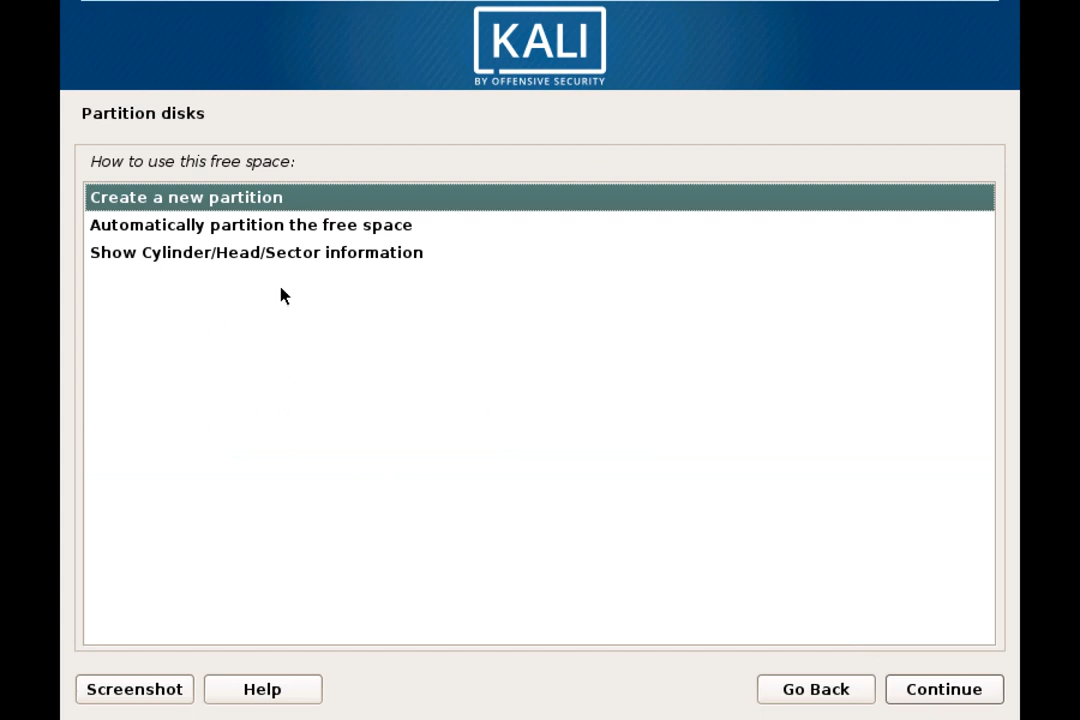 KALI
BY OFFENSIVE SECURITY
Partition disks
How to use this free space:
Create a new partition
Automatically partition the free space
Show Cylinder/Head/Sector information
Screenshot
Help
Go Back
Continue